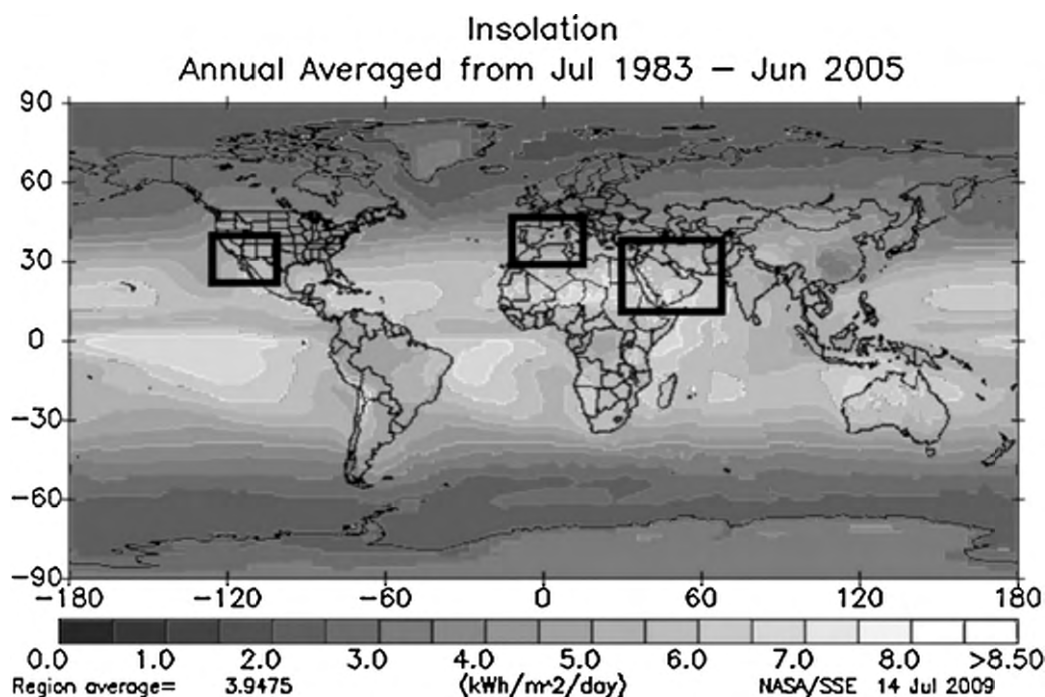 Insolation
Annual Averaged from Jul 1983 – Jun 2005
90
60
30
0
−30
−60
−90
−180 −120 −60 0 60 120 180
0.0 1.0 2.0 3.0 4.0 5.0 6.0 7.0 8.0 >8.50
Region average= 3.9475 (kWh/m^2/day) NASA/SSE 14 Jul 2009